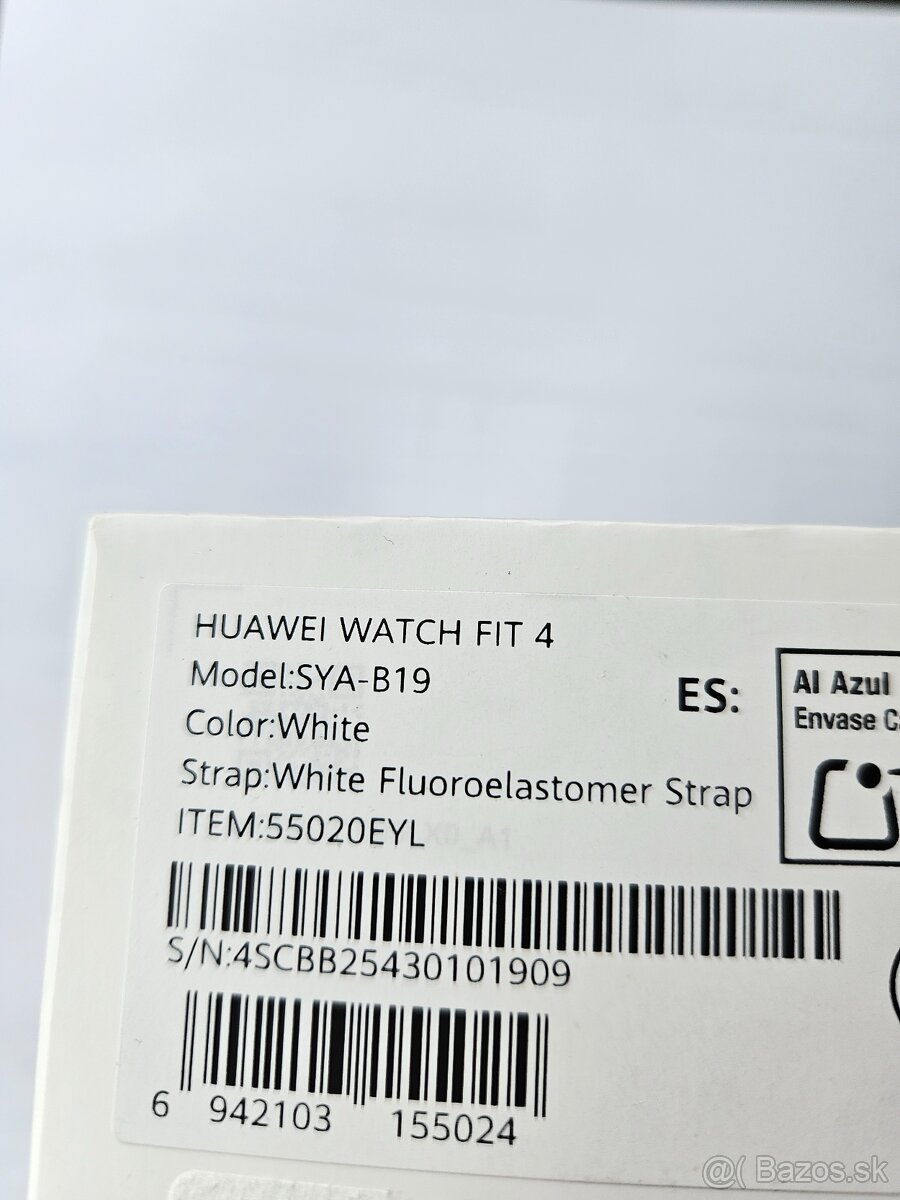 HUAWEI WATCH FIT 4
Model:SYA-B19
Color:White
Strap:White Fluoroelastomer Strap
ITEM:55020EYL
S/N:4SCBB25430101909
6 942103 155024
ES:
Al Azul
Envase
@( Bazos.sk